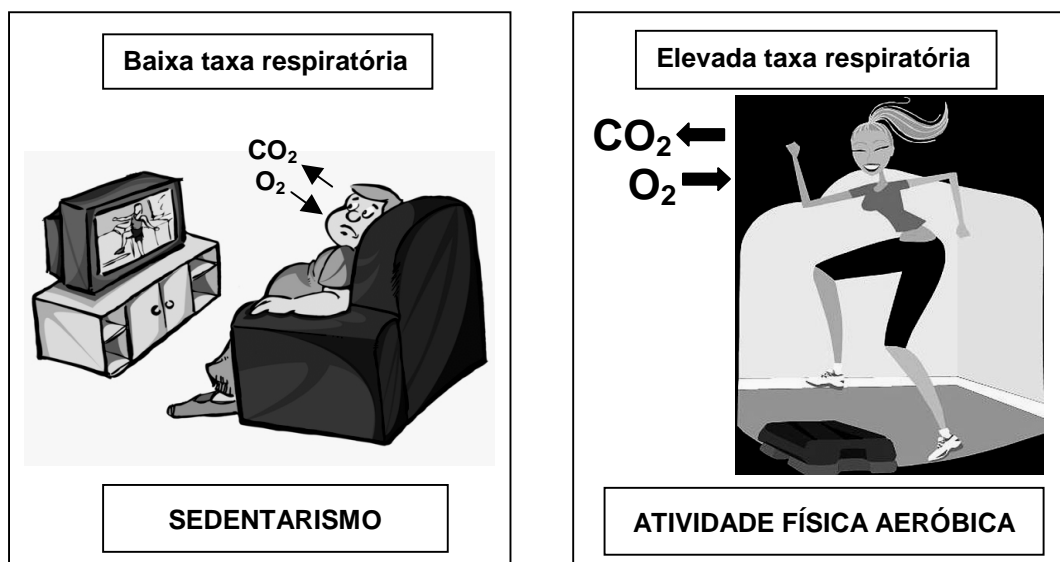 Baixa taxa respiratória
CO₂
O₂
SEDENTARISMO
Elevada taxa respiratória
CO₂
O₂
ATIVIDADE FÍSICA AERÓBICA